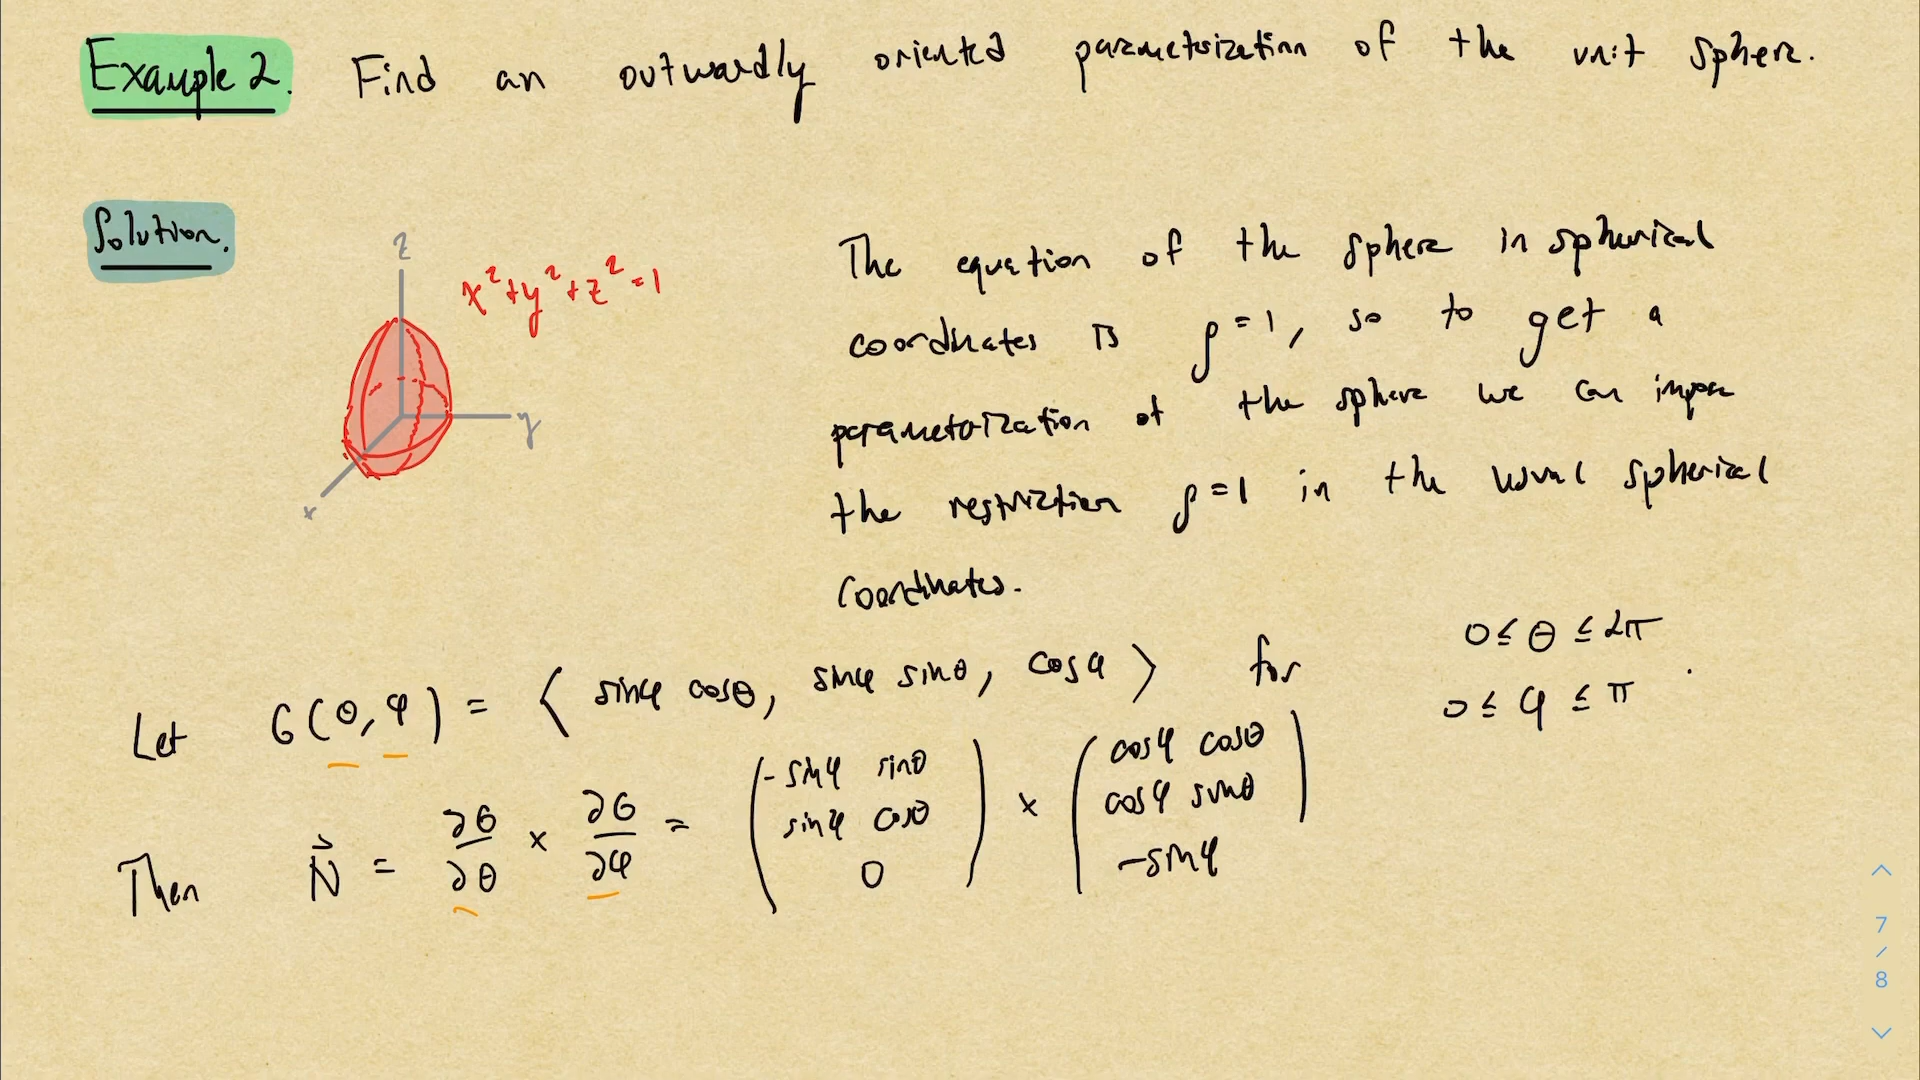 Example 2. Find an outwardly oriented parameterization of the unit sphere.
Solution.
z
x²+y²+z²=1
y
x
The equation of the sphere in spherical
coordinates is ρ=1, so to get a
parameterization of the sphere we can impose
the restriction ρ=1 in the usual spherical
coordinates.
Let G(θ, φ) = ⟨ sinφ cosθ, sinφ sinθ, cosφ ⟩ for 0 ≤ θ ≤ 2π 0 ≤ φ ≤ π .
Then N⃗ = ∂G/∂θ × ∂G/∂φ = (-sinφ sinθ, sinφ cosθ, 0) × (cosφ cosθ, cosφ sinθ, -sinφ)
7
/
8